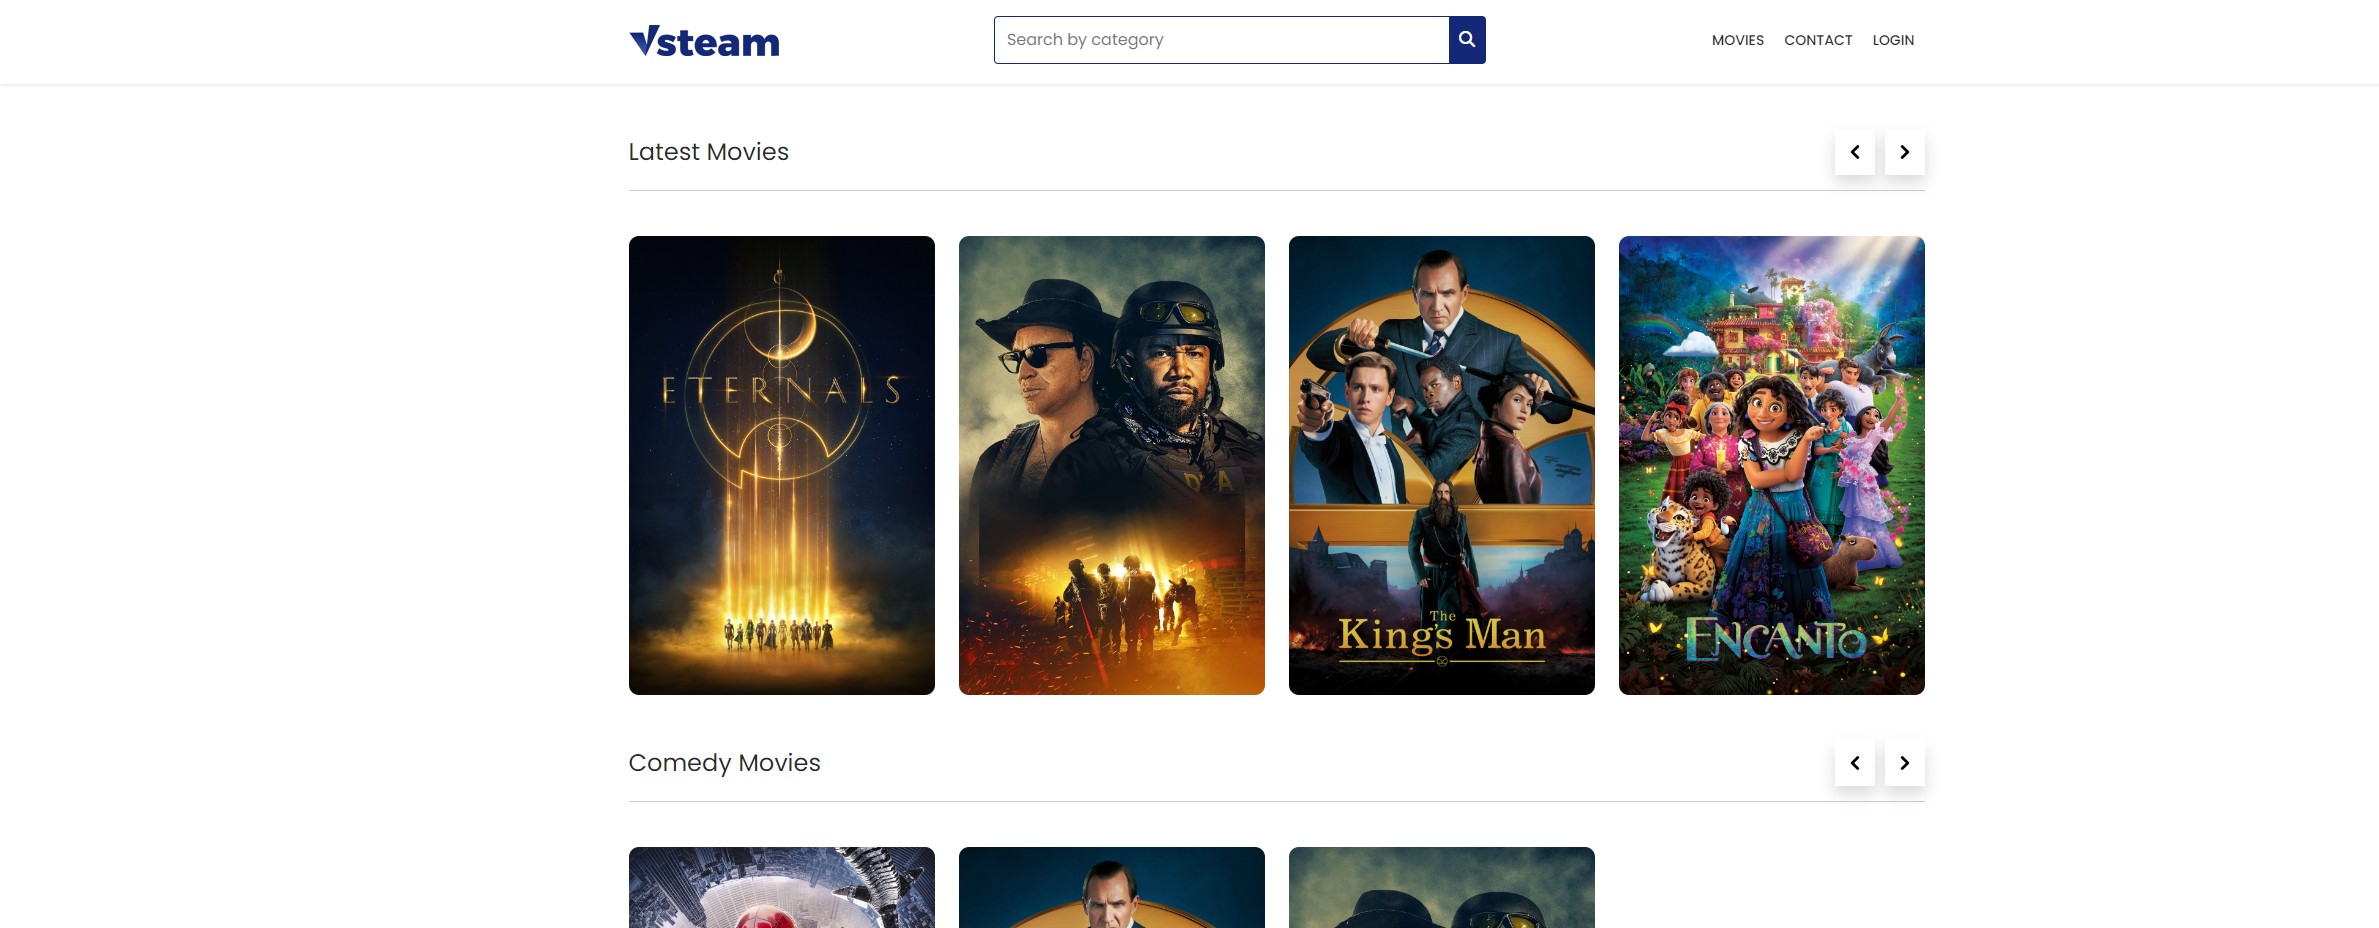 Vsteam
Search by category
MOVIES CONTACT LOGIN
Latest Movies
ETERNALS
The
King's Man
ENCANTO
Comedy Movies